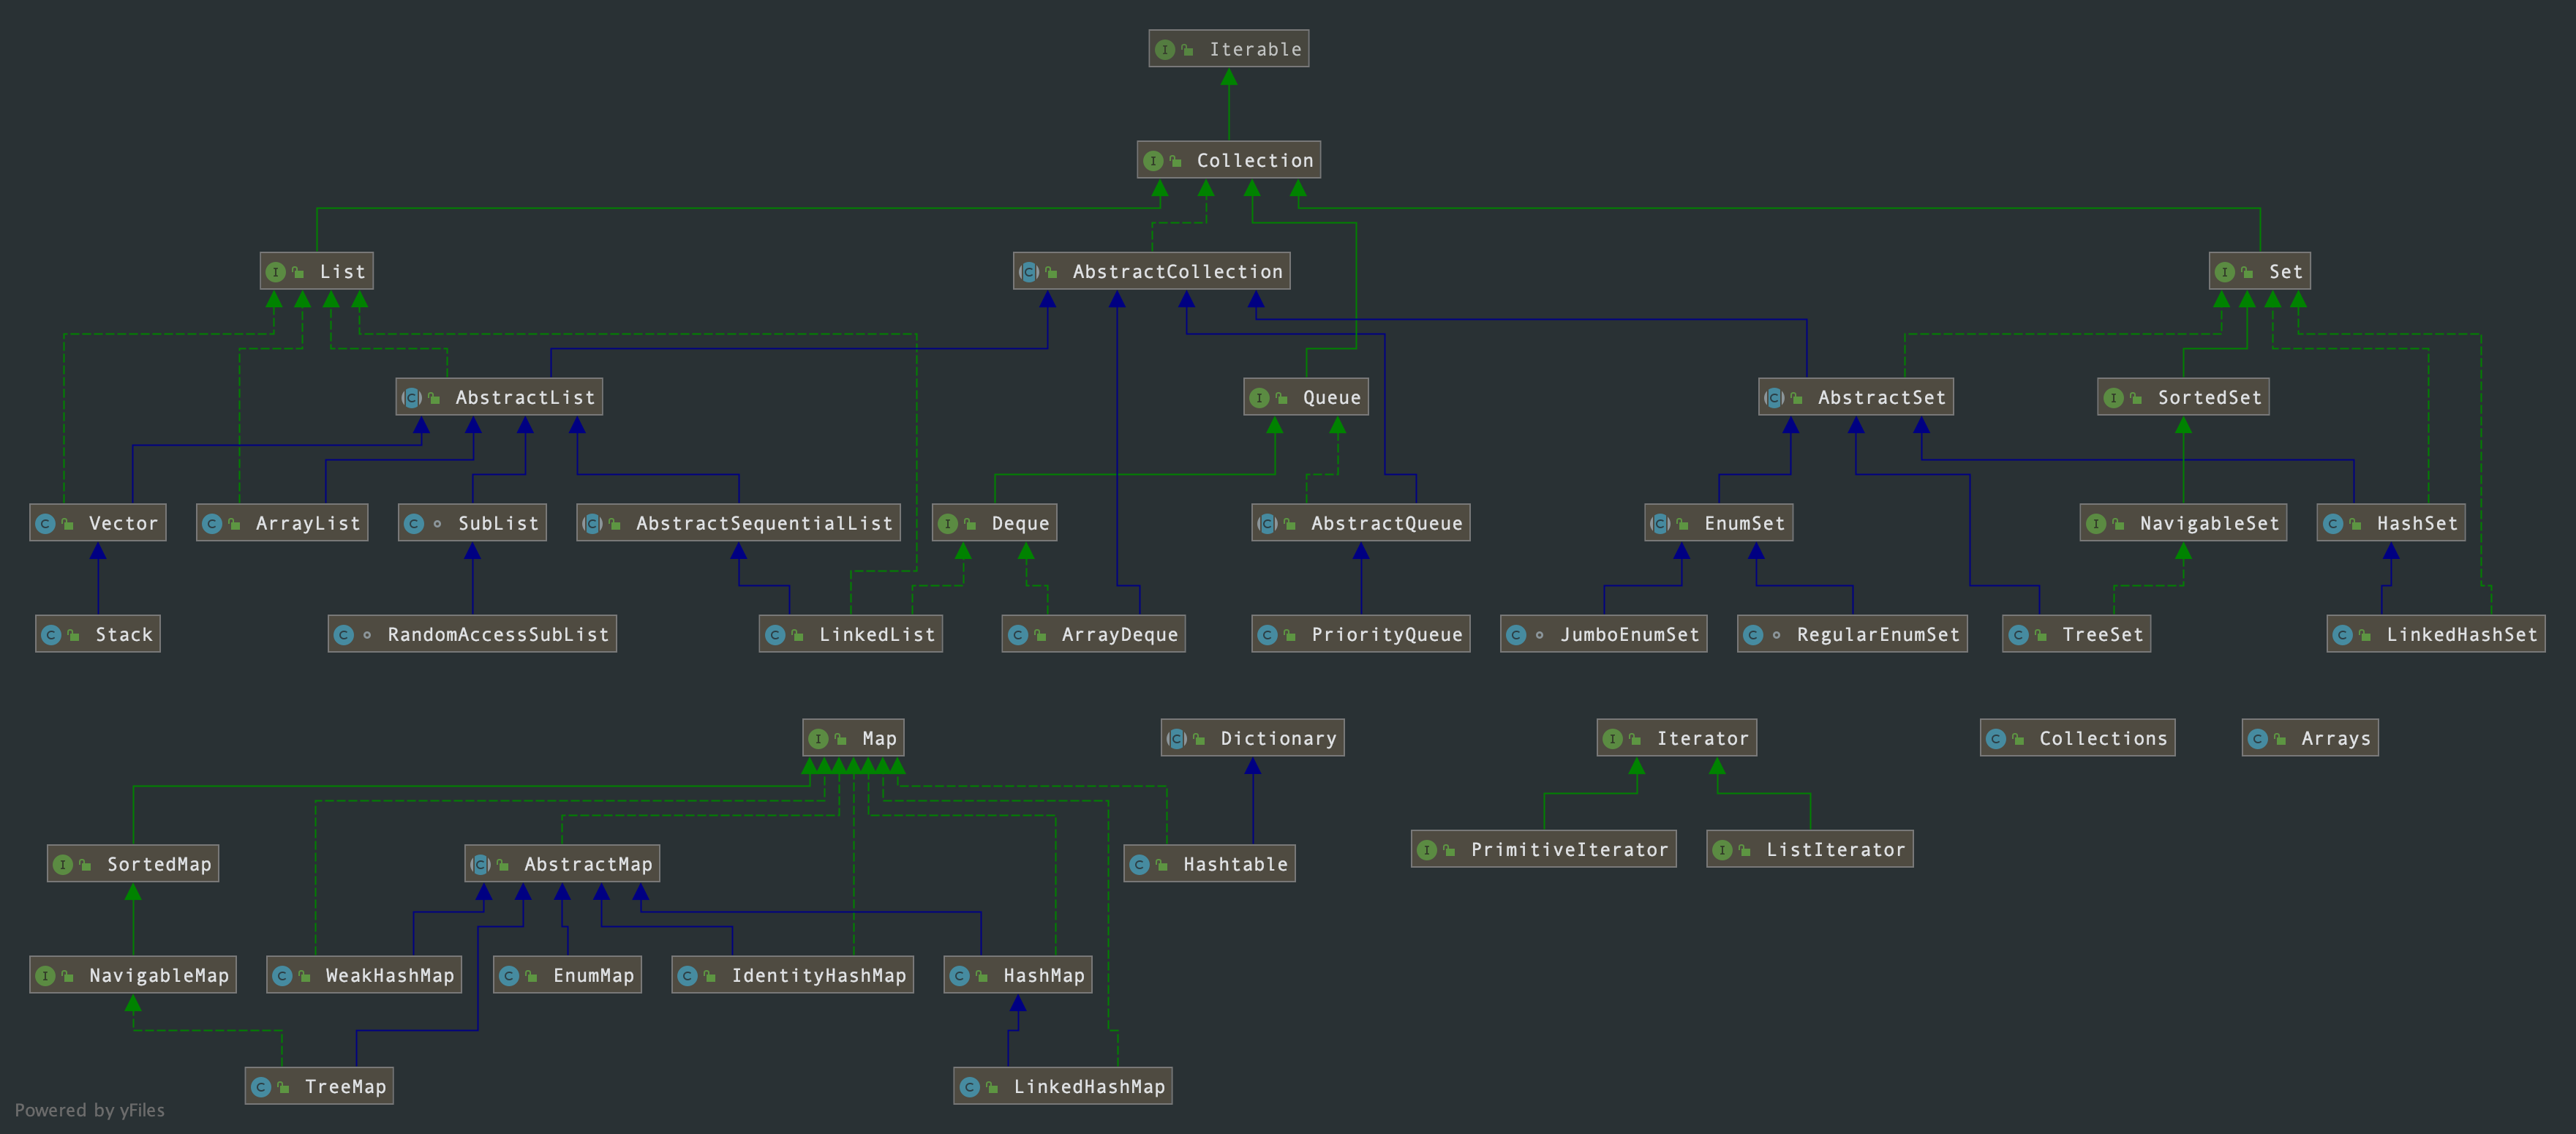 Iterable
Collection
List
AbstractCollection
Set
AbstractList
Queue
AbstractSet
SortedSet
Vector
ArrayList
SubList
AbstractSequentialList
Deque
AbstractQueue
EnumSet
NavigableSet
HashSet
Stack
RandomAccessSubList
LinkedList
ArrayDeque
PriorityQueue
JumboEnumSet
RegularEnumSet
TreeSet
LinkedHashSet
Map
Dictionary
Iterator
Collections
Arrays
SortedMap
AbstractMap
Hashtable
PrimitiveIterator
ListIterator
NavigableMap
WeakHashMap
EnumMap
IdentityHashMap
HashMap
TreeMap
LinkedHashMap
Powered by yFiles